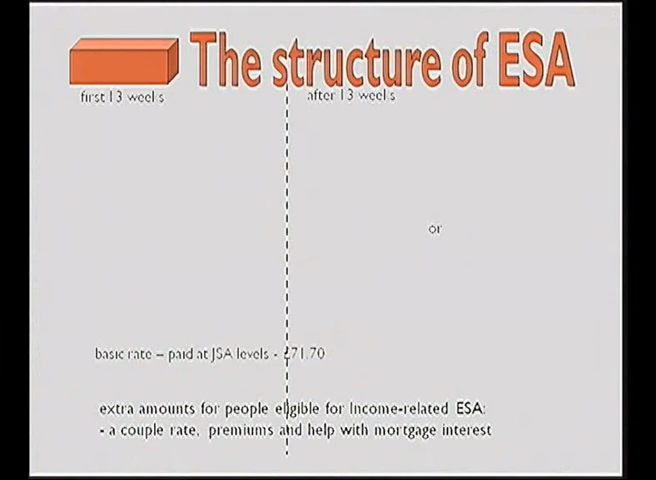 The structure of ESA
first 13 weeks
after 13 weeks
or
basic rate – paid at JSA levels - £71.70
extra amounts for people eligible for Income-related ESA:
- a couple rate, premiums and help with mortgage interest